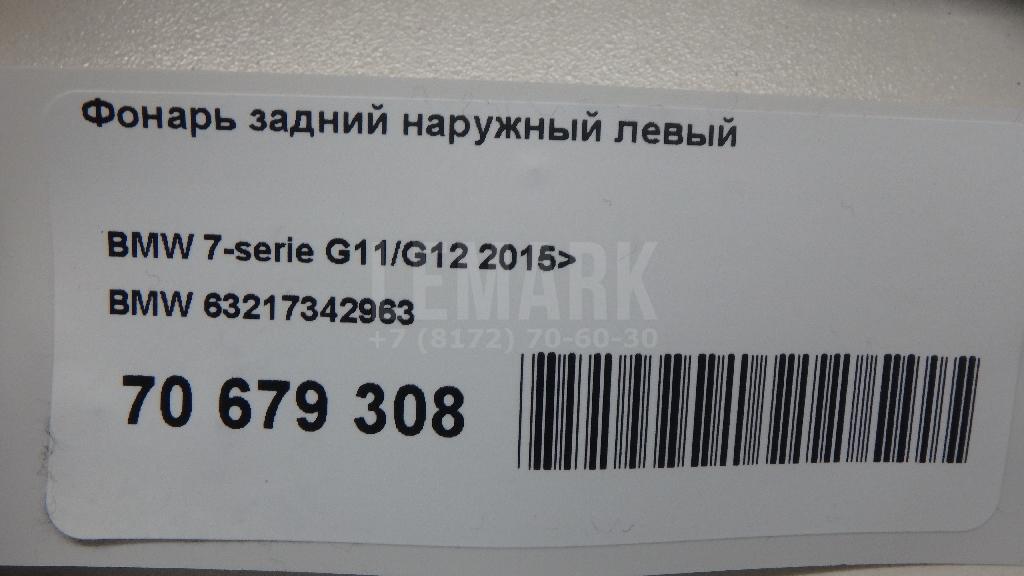 Фонарь задний наружный левый
BMW 7-serie G11/G12 2015>
BMW 63217342963
LEMARK
+7 (8172) 70-60-30
70 679 308